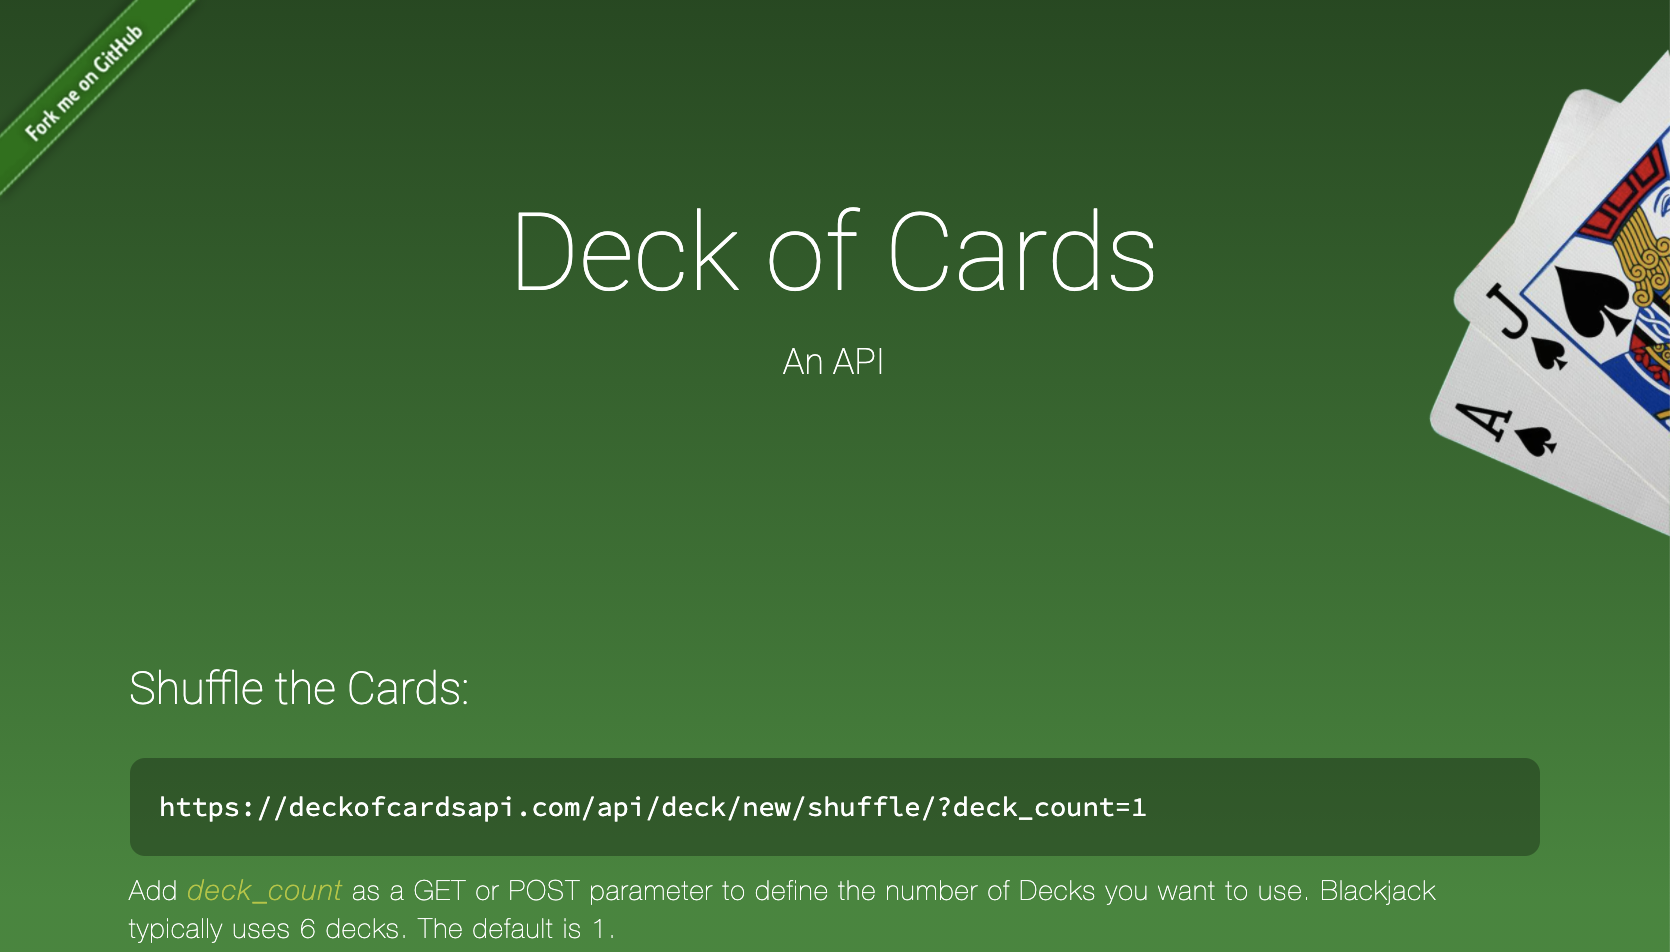 Fork me on GitHub
Deck of Cards
An API
J
A
Shuffle the Cards:
https://deckofcardsapi.com/api/deck/new/shuffle/?deck_count=1
Add deck_count as a GET or POST parameter to define the number of Decks you want to use. Blackjack
typically uses 6 decks. The default is 1.